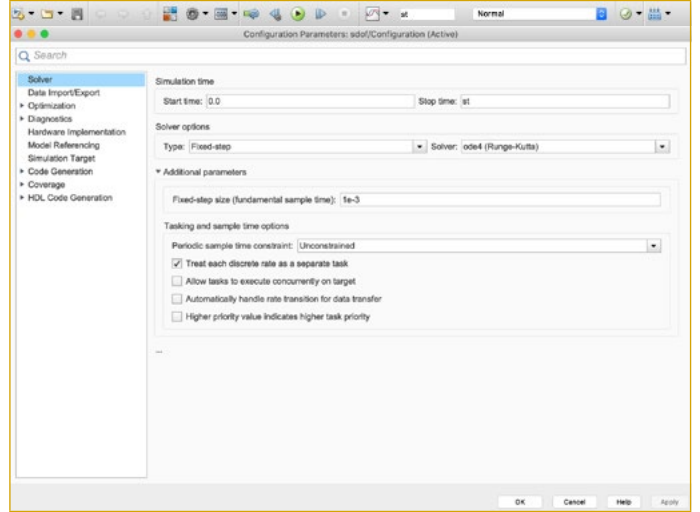 st Normal
Configuration Parameters: sdof/Configuration (Active)
Search
Solver
Data Import/Export
Optimization
Diagnostics
Hardware Implementation
Model Referencing
Simulation Target
Code Generation
Coverage
HDL Code Generation
Simulation time
Start time: 0.0 Stop time: st
Solver options
Type: Fixed-step Solver: ode4 (Runge-Kutta)
Additional parameters
Fixed-step size (fundamental sample time): 1e-3
Tasking and sample time options
Periodic sample time constraint: Unconstrained
Treat each discrete rate as a separate task
Allow tasks to execute concurrently on target
Automatically handle rate transition for data transfer
Higher priority value indicates higher task priority
...
OK Cancel Help Apply